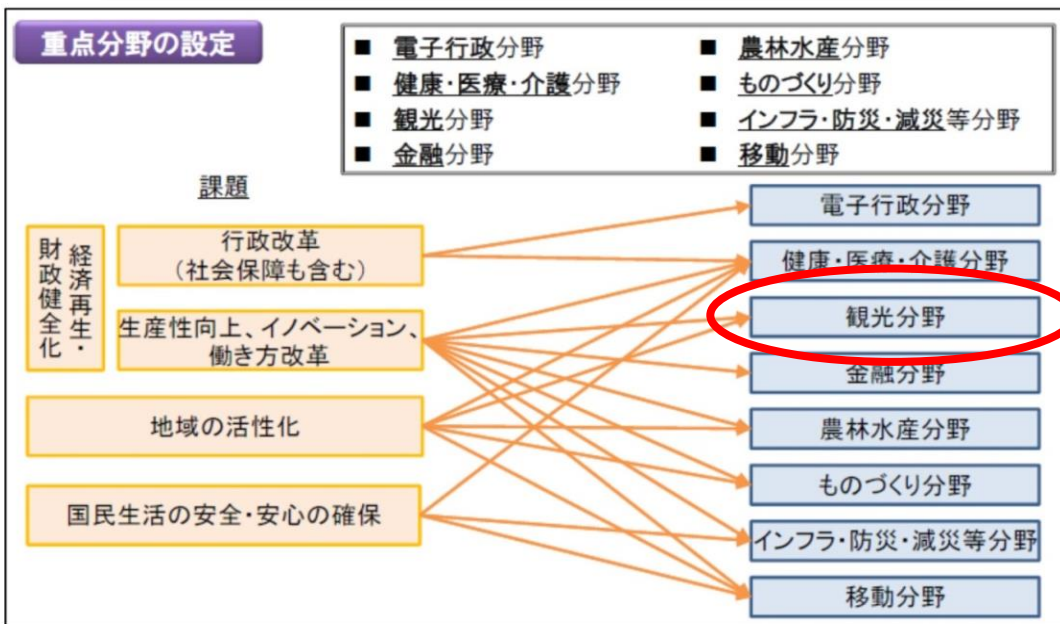 重点分野の設定
■ 電子行政分野
■ 健康・医療・介護分野
■ 観光分野
■ 金融分野
■ 農林水産分野
■ ものづくり分野
■ インフラ・防災・減災等分野
■ 移動分野
課題
経済再生・
財政健全化
行政改革
（社会保障も含む）
生産性向上、イノベーション、
働き方改革
地域の活性化
国民生活の安全・安心の確保
電子行政分野
健康・医療・介護分野
観光分野
金融分野
農林水産分野
ものづくり分野
インフラ・防災・減災等分野
移動分野